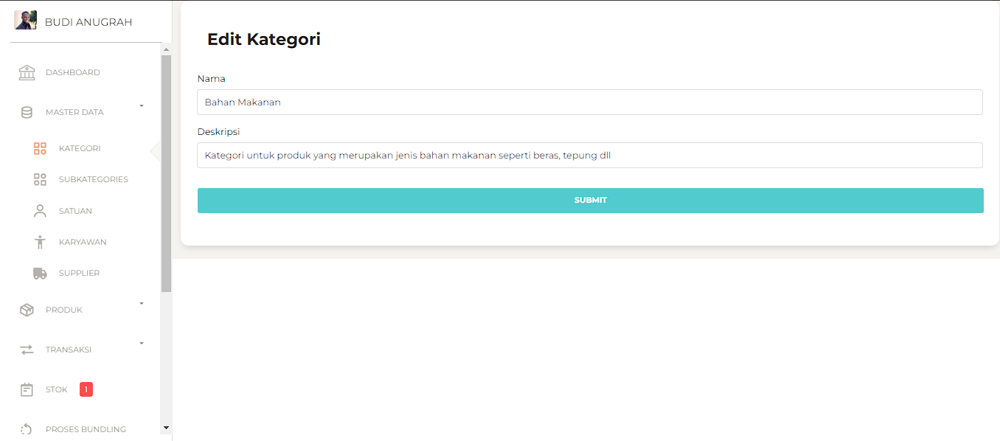 BUDI ANUGRAH
DASHBOARD
MASTER DATA
KATEGORI
SUBKATEGORIES
SATUAN
KARYAWAN
SUPPLIER
PRODUK
TRANSAKSI
STOK 1
PROSES BUNDLING
Edit Kategori
Nama
Bahan Makanan
Deskripsi
Kategori untuk produk yang merupakan jenis bahan makanan seperti beras, tepung dll
SUBMIT